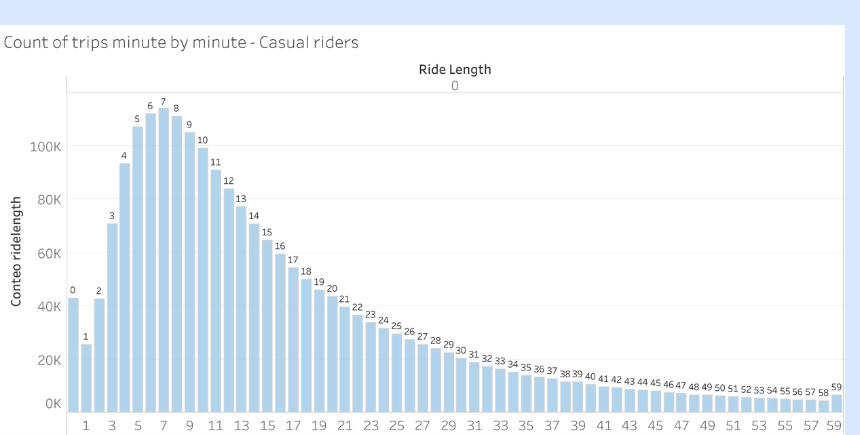 Count of trips minute by minute - Casual riders
Ride Length
0
Conteo ridelength
100K
80K
60K
40K
20K
0K
0 1 2 3 4 5 6 7 8 9 10 11 12 13 14 15 16 17 18 19 20 21 22 23 24 25 26 27 28 29 30 31 32 33 34 35 36 37 38 39 40 41 42 43 44 45 46 47 48 49 50 51 52 53 54 55 56 57 58 59
1 3 5 7 9 11 13 15 17 19 21 23 25 27 29 31 33 35 37 39 41 43 45 47 49 51 53 55 57 59